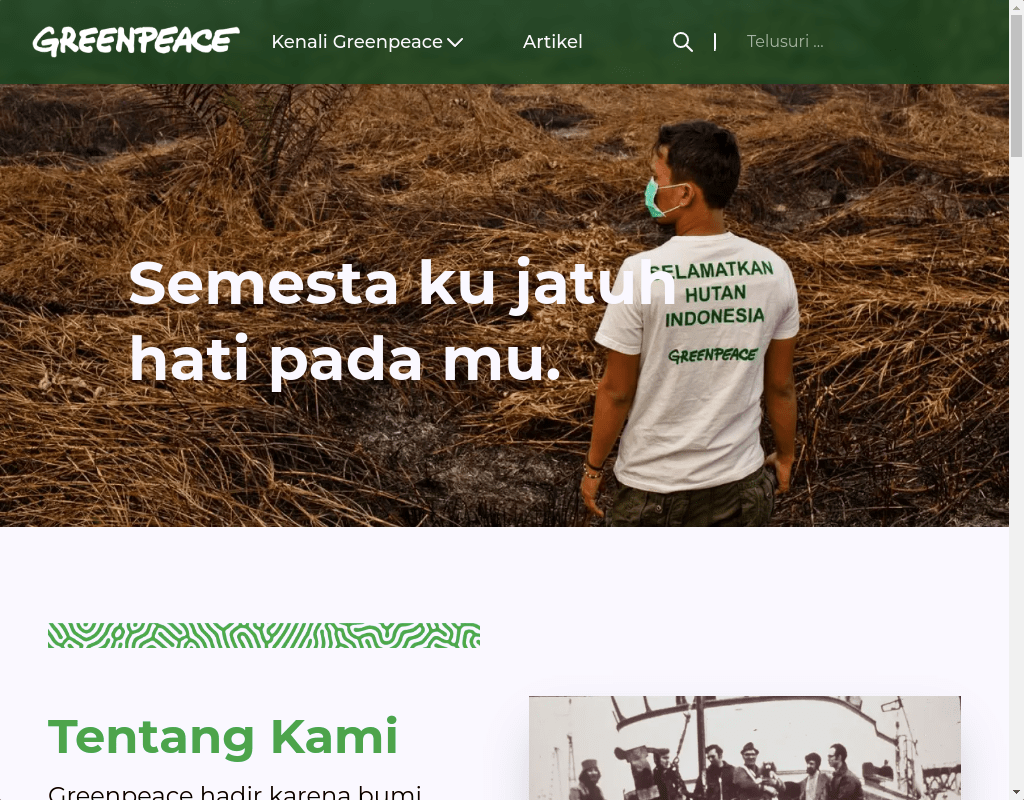 GREENPEACE
Kenali Greenpeace
Artikel
Telusuri ...
Semesta ku jatuh
hati pada mu.
SELAMATKAN
HUTAN
INDONESIA
GREENPEACE
Tentang Kami
Greenpeace hadir karena bumi